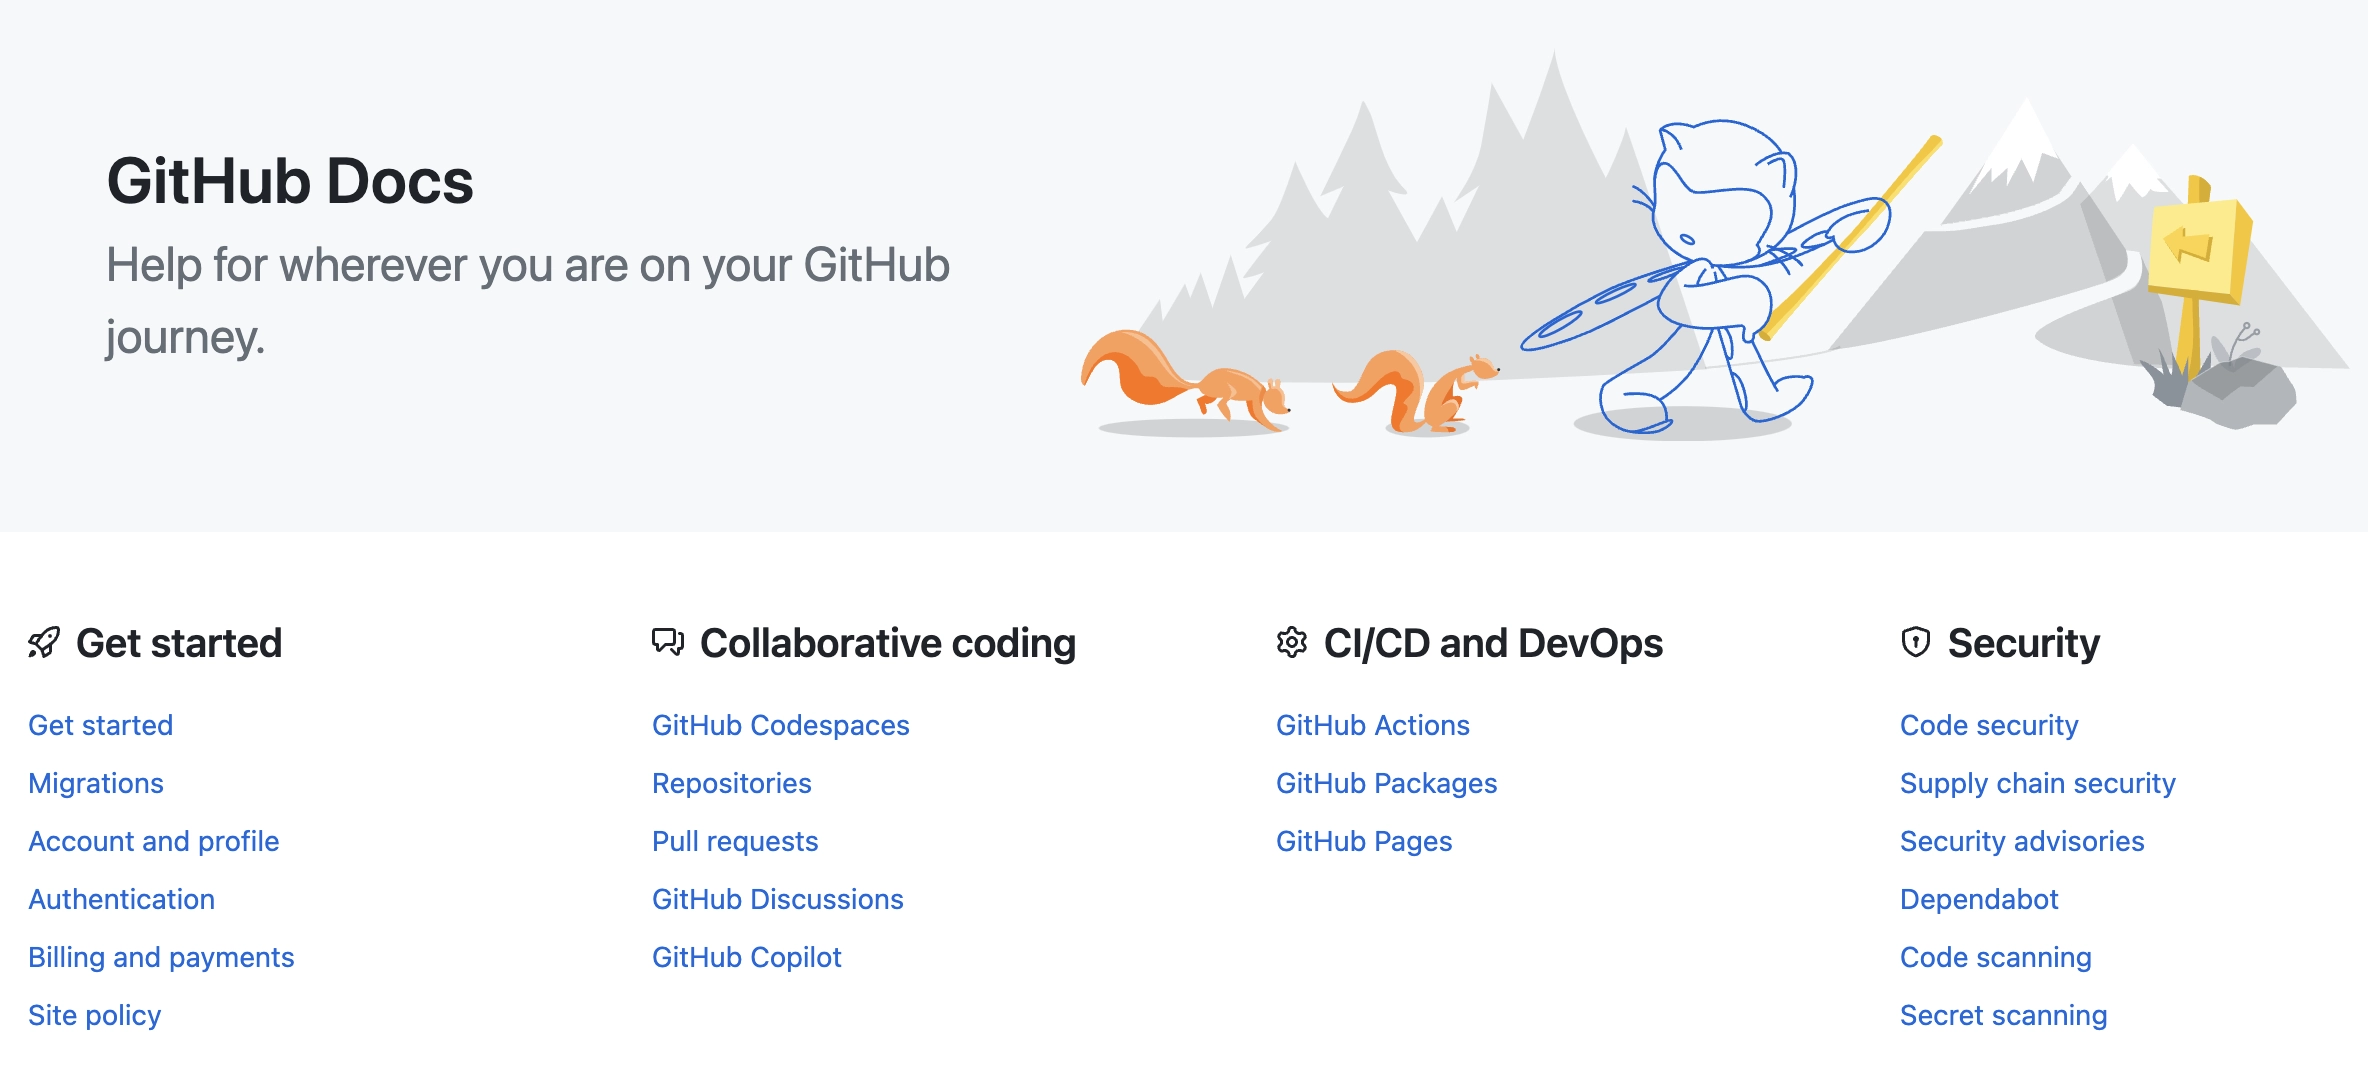 GitHub Docs
Help for wherever you are on your GitHub
journey.
Get started
Get started
Migrations
Account and profile
Authentication
Billing and payments
Site policy
Collaborative coding
GitHub Codespaces
Repositories
Pull requests
GitHub Discussions
GitHub Copilot
CI/CD and DevOps
GitHub Actions
GitHub Packages
GitHub Pages
Security
Code security
Supply chain security
Security advisories
Dependabot
Code scanning
Secret scanning